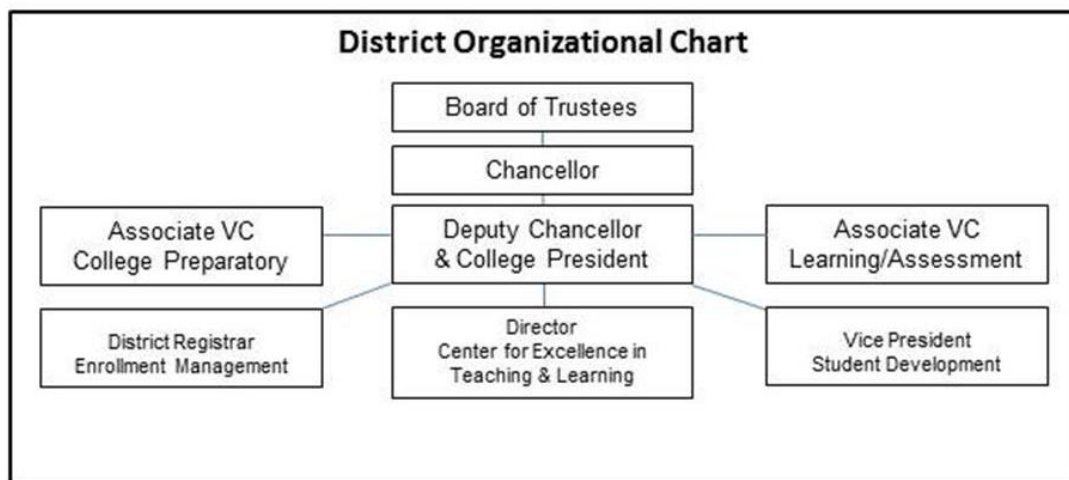 District Organizational Chart
Board of Trustees
Chancellor
Associate VC
College Preparatory
Deputy Chancellor
& College President
Associate VC
Learning/Assessment
District Registrar
Enrollment Management
Director
Center for Excellence in
Teaching & Learning
Vice President
Student Development